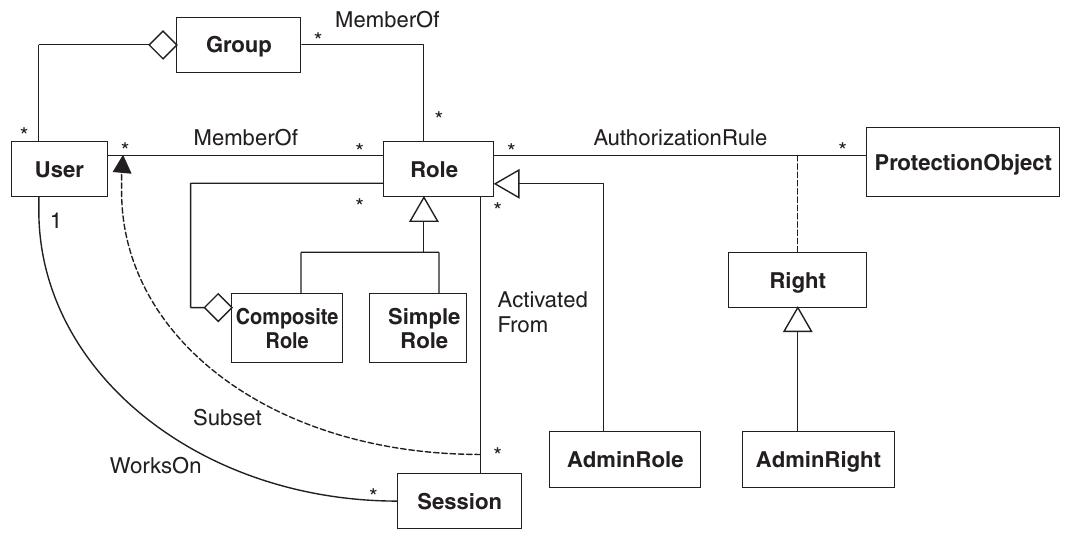 MemberOf
Group
*
*
*
*
MemberOf
*
*
AuthorizationRule
*
User
Role
ProtectionObject
1
*
*
Right
Activated
From
Composite
Role
Simple
Role
Subset
WorksOn
*
AdminRole
AdminRight
*
Session